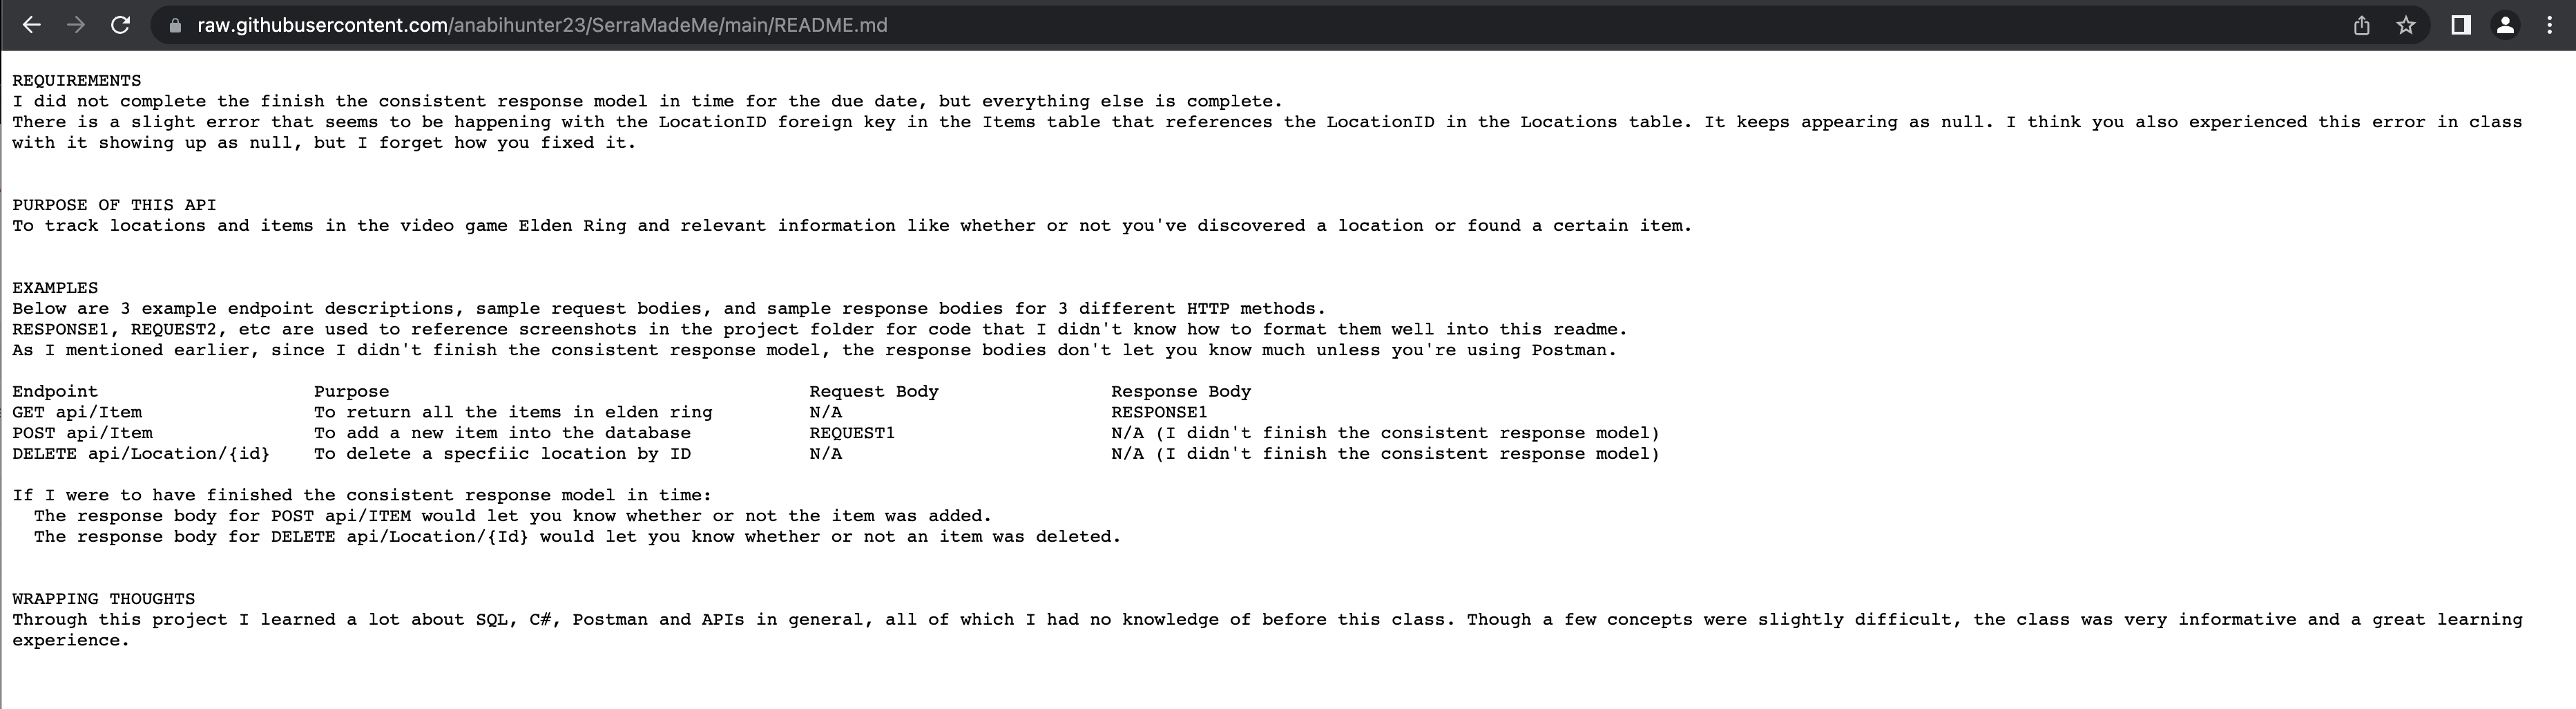 raw.githubusercontent.com/anabihunter23/SerraMadeMe/main/README.md
REQUIREMENTS
I did not complete the finish the consistent response model in time for the due date, but everything else is complete.
There is a slight error that seems to be happening with the LocationID foreign key in the Items table that references the LocationID in the Locations table. It keeps appearing as null. I think you also experienced this error in class
with it showing up as null, but I forget how you fixed it.
PURPOSE OF THIS API
To track locations and items in the video game Elden Ring and relevant information like whether or not you've discovered a location or found a certain item.
EXAMPLES
Below are 3 example endpoint descriptions, sample request bodies, and sample response bodies for 3 different HTTP methods.
RESPONSE1, REQUEST2, etc are used to reference screenshots in the project folder for code that I didn't know how to format them well into this readme.
As I mentioned earlier, since I didn't finish the consistent response model, the response bodies don't let you know much unless you're using Postman.
Endpoint Purpose Request Body Response Body
GET api/Item To return all the items in elden ring N/A RESPONSE1
POST api/Item To add a new item into the database REQUEST1 N/A (I didn't finish the consistent response model)
DELETE api/Location/{id} To delete a specfiic location by ID N/A N/A (I didn't finish the consistent response model)
If I were to have finished the consistent response model in time:
The response body for POST api/ITEM would let you know whether or not the item was added.
The response body for DELETE api/Location/{Id} would let you know whether or not an item was deleted.
WRAPPING THOUGHTS
Through this project I learned a lot about SQL, C#, Postman and APIs in general, all of which I had no knowledge of before this class. Though a few concepts were slightly difficult, the class was very informative and a great learning
experience.